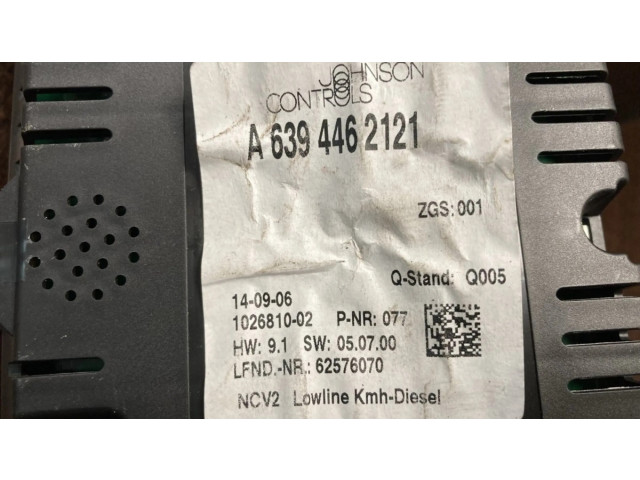 JOHNSON
CONTROLS
A 639 446 2121
ZGS: 001
Q-Stand: Q005
14-09-06
1026810-02 P-NR: 077
HW: 9.1 SW: 05.07.00
LFND.-NR.: 62576070
NCV2 Lowline Kmh-Diesel